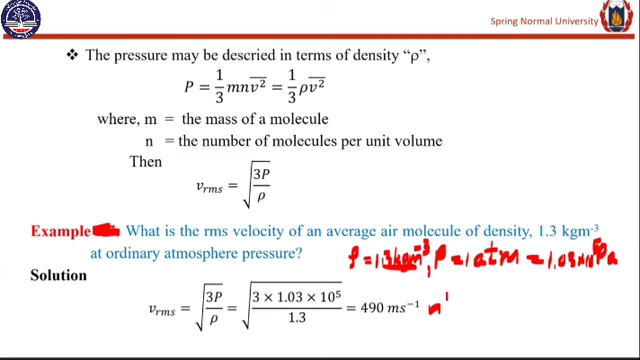 Spring Normal University
❖ The pressure may be descried in terms of density “ρ”,
P = 1/3 mnv̅²̅ = 1/3 ρv̅²̅
where, m = the mass of a molecule
n = the number of molecules per unit volume
Then
v_rms = √(3P/ρ)
Example What is the rms velocity of an average air molecule of density, 1.3 kgm⁻³
at ordinary atmosphere pressure?
ρ = 1.3 kgm⁻³, P = 1 atm = 1.03×10⁵ Pa
Solution
v_rms = √(3P/ρ) = √(3 × 1.03 × 10⁵ / 1.3) = 490 ms⁻¹